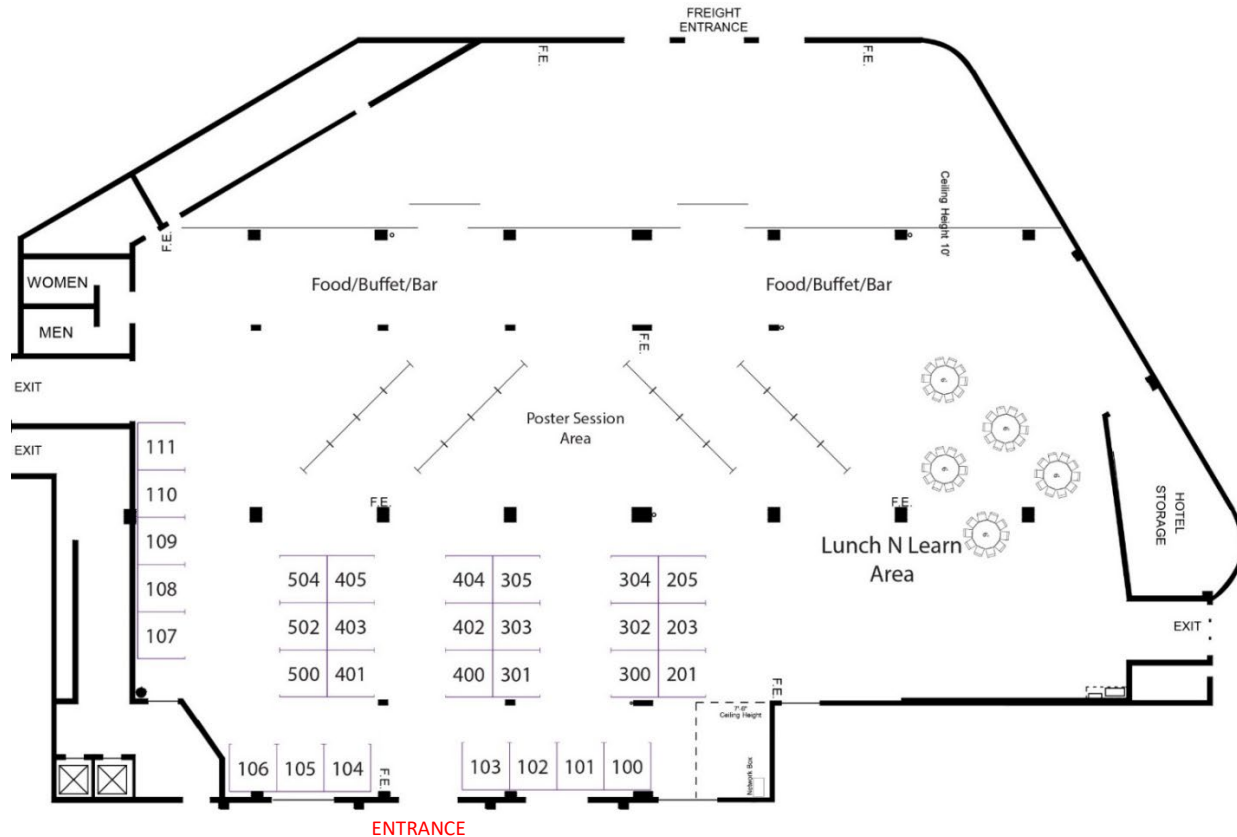 FREIGHT
ENTRANCE
F.E.
F.E.
Ceiling Height 10'
F.E.
WOMEN
Food/Buffet/Bar
Food/Buffet/Bar
MEN
F.E.
EXIT
Poster Session
Area
111
EXIT
110
F.E.
F.E.
HOTEL
STORAGE
109
Lunch N Learn
Area
504 405
404 305
304 205
108
502 403
402 303
302 203
107
EXIT
500 401
400 301
300 201
F.E.
7'-8"
Ceiling Height
106 105 104
F.E.
103 102 101 100
Network Box
ENTRANCE